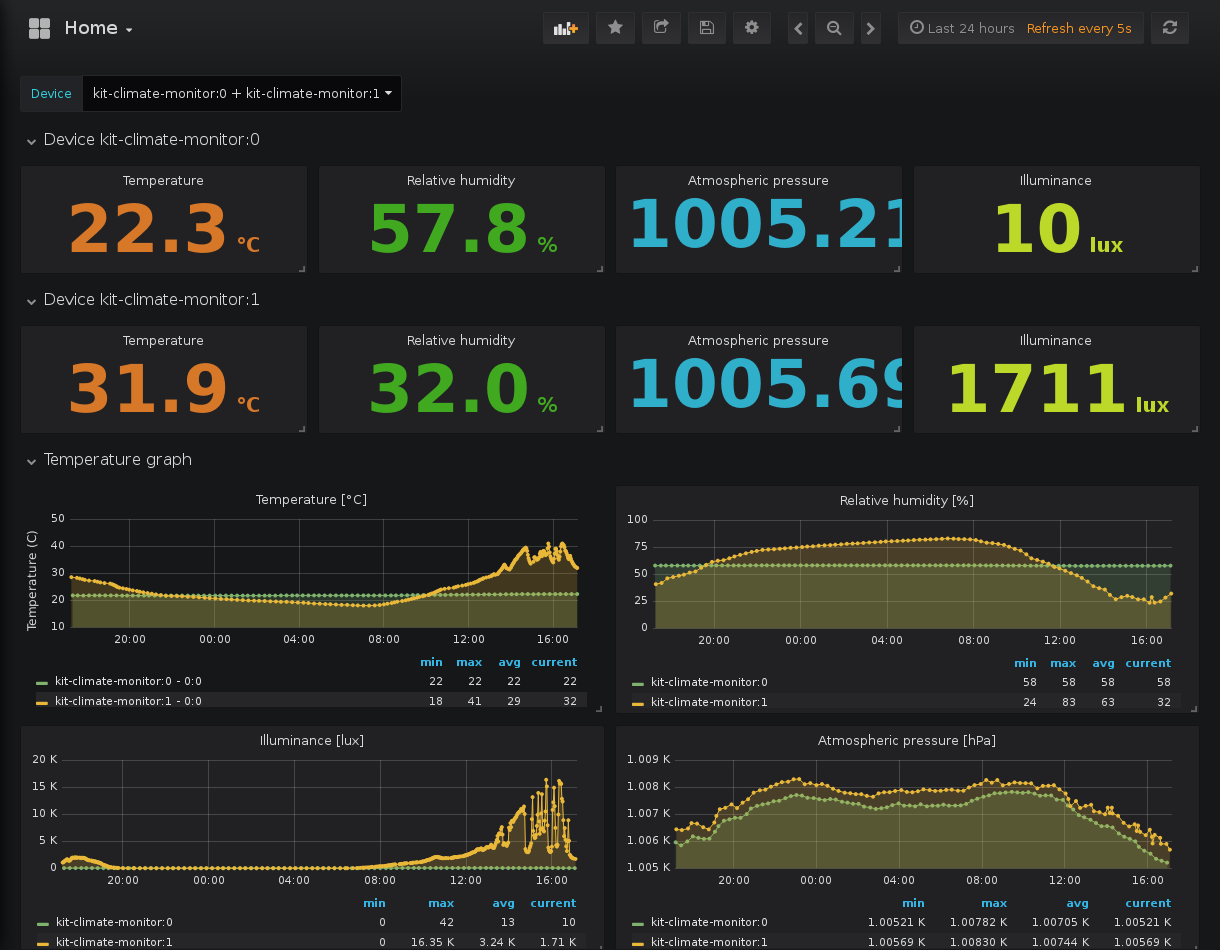 Home
Last 24 hours Refresh every 5s
Device kit-climate-monitor:0 + kit-climate-monitor:1
Device kit-climate-monitor:0
Temperature Relative humidity Atmospheric pressure Illuminance
22.3 °C 57.8 % 1005.21 10 lux
Device kit-climate-monitor:1
Temperature Relative humidity Atmospheric pressure Illuminance
31.9 °C 32.0 % 1005.69 1711 lux
Temperature graph
Temperature [°C]
Temperature (C)
50
40
30
20
10
20:00 00:00 04:00 08:00 12:00 16:00
min max avg current
kit-climate-monitor:0 - 0:0 22 22 22 22
kit-climate-monitor:1 - 0:0 18 41 29 32
Relative humidity [%]
100
75
50
25
0
20:00 00:00 04:00 08:00 12:00 16:00
min max avg current
kit-climate-monitor:0 58 58 58 58
kit-climate-monitor:1 24 83 63 32
Illuminance [lux]
20 K
15 K
10 K
5 K
0
20:00 00:00 04:00 08:00 12:00 16:00
min max avg current
kit-climate-monitor:0 0 42 13 10
kit-climate-monitor:1 0 16.35 K 3.24 K 1.71 K
Atmospheric pressure [hPa]
1.009 K
1.008 K
1.007 K
1.006 K
1.005 K
20:00 00:00 04:00 08:00 12:00 16:00
min max avg current
kit-climate-monitor:0 1.00521 K 1.00782 K 1.00705 K 1.00521 K
kit-climate-monitor:1 1.00569 K 1.00830 K 1.00744 K 1.00569 K